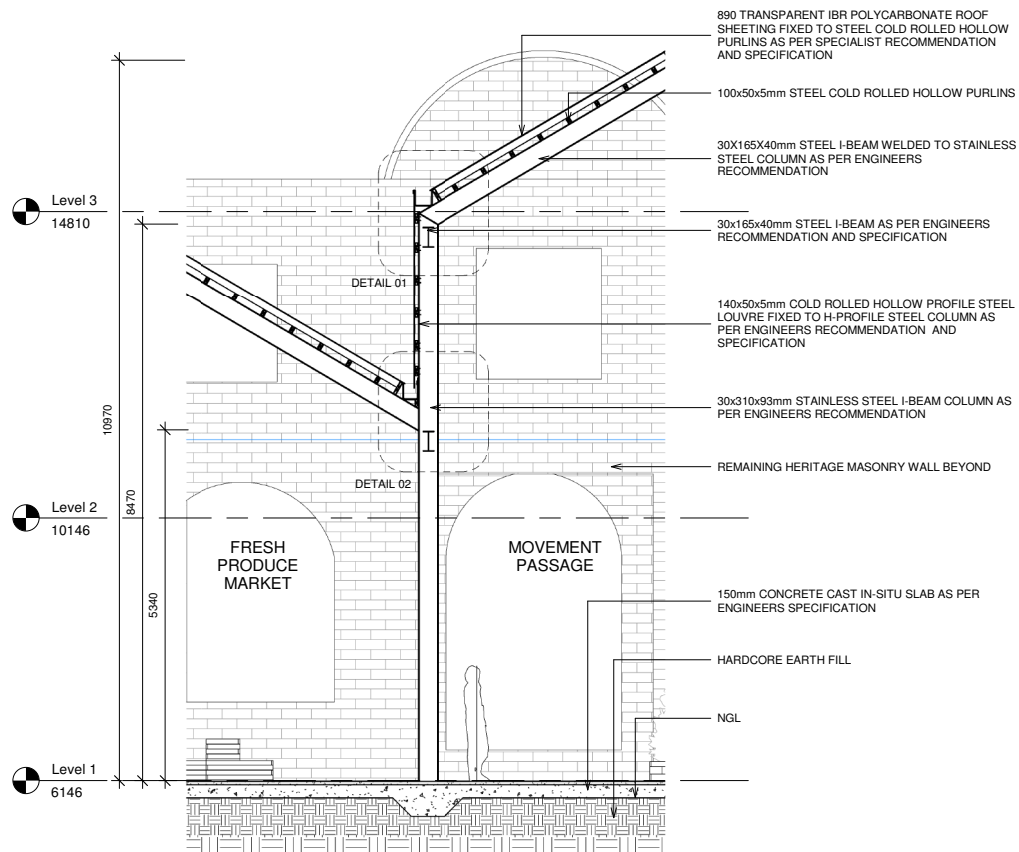 890 TRANSPARENT IBR POLYCARBONATE ROOF
SHEETING FIXED TO STEEL COLD ROLLED HOLLOW
PURLINS AS PER SPECIALIST RECOMMENDATION
AND SPECIFICATION
100x50x5mm STEEL COLD ROLLED HOLLOW PURLINS
30X165X40mm STEEL I-BEAM WELDED TO STAINLESS
STEEL COLUMN AS PER ENGINEERS
RECOMMENDATION
Level 3
14810
30x165x40mm STEEL I-BEAM AS PER ENGINEERS
RECOMMENDATION AND SPECIFICATION
DETAIL 01
140x50x5mm COLD ROLLED HOLLOW PROFILE STEEL
LOUVRE FIXED TO H-PROFILE STEEL COLUMN AS
PER ENGINEERS RECOMMENDATION AND
SPECIFICATION
30x310x93mm STAINLESS STEEL I-BEAM COLUMN AS
PER ENGINEERS RECOMMENDATION
10970
REMAINING HERITAGE MASONRY WALL BEYOND
DETAIL 02
8470
Level 2
10146
FRESH
PRODUCE
MARKET
MOVEMENT
PASSAGE
5340
150mm CONCRETE CAST IN-SITU SLAB AS PER
ENGINEERS SPECIFICATION
HARDCORE EARTH FILL
NGL
Level 1
6146